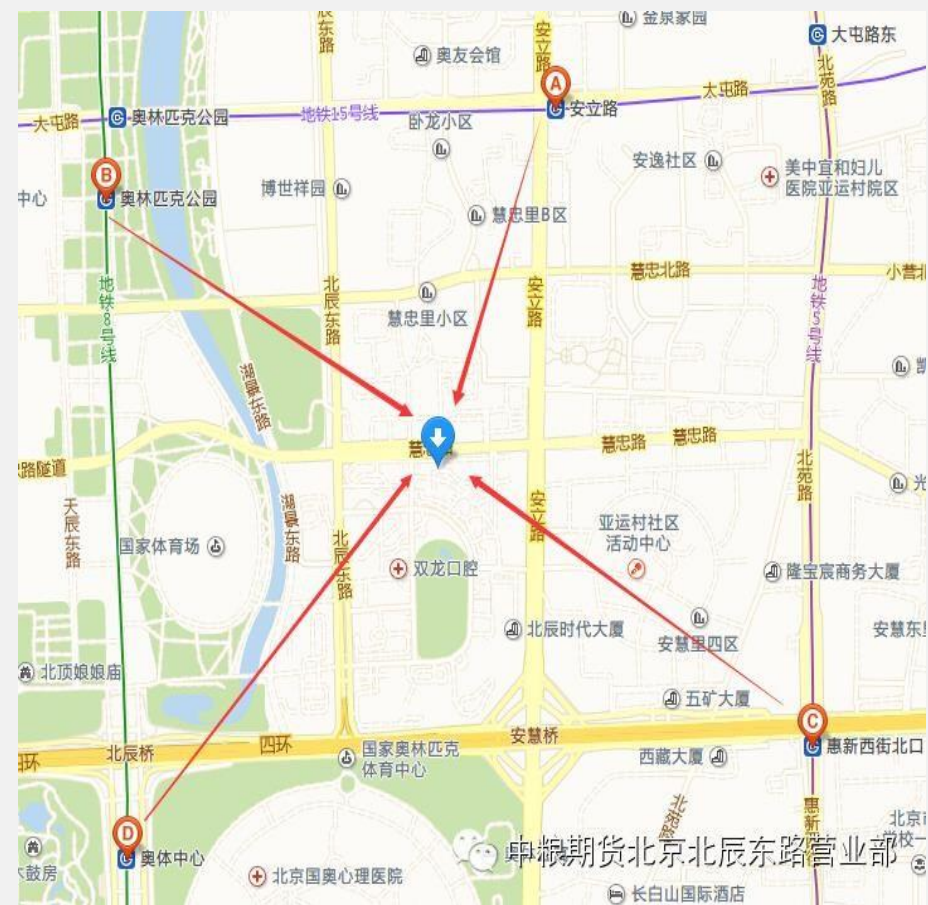 金泉家园
大屯路东
辰东路
奥友会馆
安立路
A
北苑路
大屯路
奥林匹克公园
地铁15号线
安立路
大屯路
卧龙小区
B
安逸社区
美中宜和妇儿
医院亚运村院区
中心
奥林匹克公园
博世祥园
慧忠里B区
慧忠北路
小营北
地铁8号线
北辰东路
安立路
地铁5号线
慧忠里小区
湖景东路
慧忠路
慧忠路
路隧道
北苑路
光
天辰东路
湖景东路
安立路
亚运村社区
活动中心
国家体育场
北辰东路
双龙口腔
隆宝宸商务大厦
北辰时代大厦
安慧里四区
安慧东
北顶娘娘庙
五矿大厦
C
安慧桥
四环
北辰桥
四环
国家奥林匹克
体育中心
西藏大厦
惠新西街北口
北苑路
D
奥体中心
北京
学校
鼓房
北京国奥心理医院
中粮期货北京北辰东路营业部
长白山国际酒店